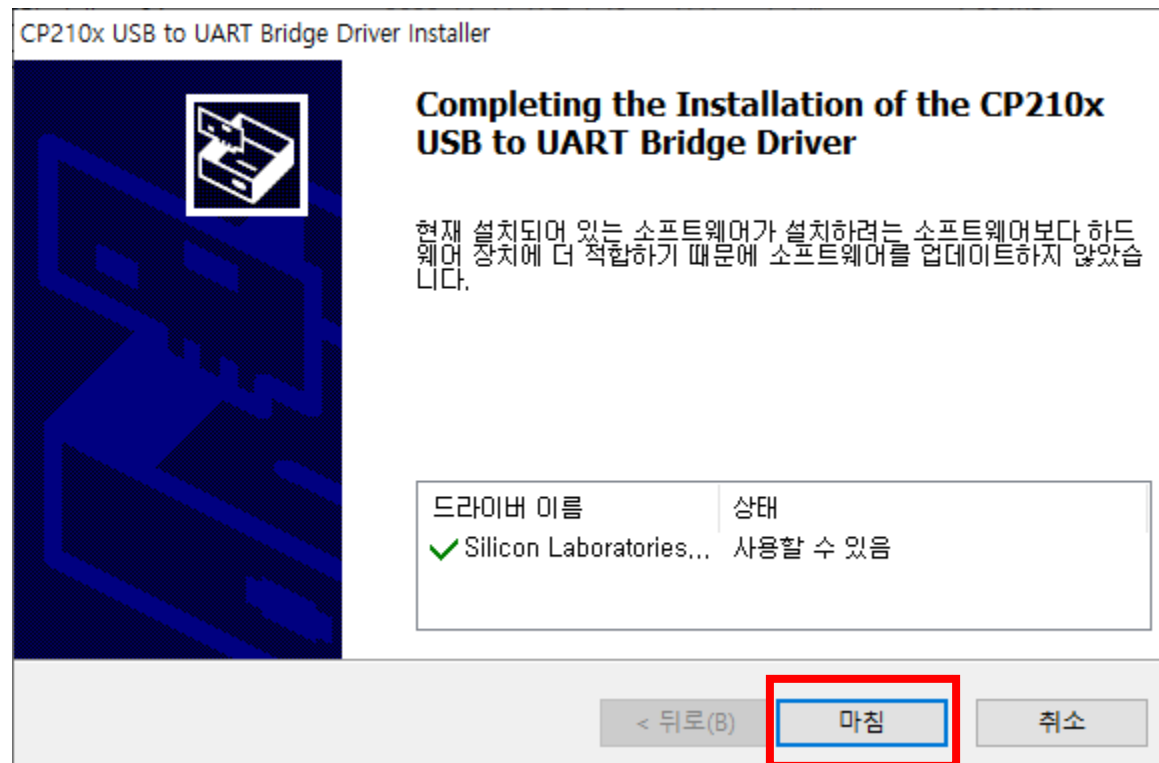 CP210x USB to UART Bridge Driver Installer
Completing the Installation of the CP210x
USB to UART Bridge Driver
현재 설치되어 있는 소프트웨어가 설치하려는 소프트웨어보다 하드
웨어 장치에 더 적합하기 때문에 소프트웨어를 업데이트하지 않았습
니다.
드라이버 이름 상태
Silicon Laboratories... 사용할 수 있음
< 뒤로(B) 마침 취소